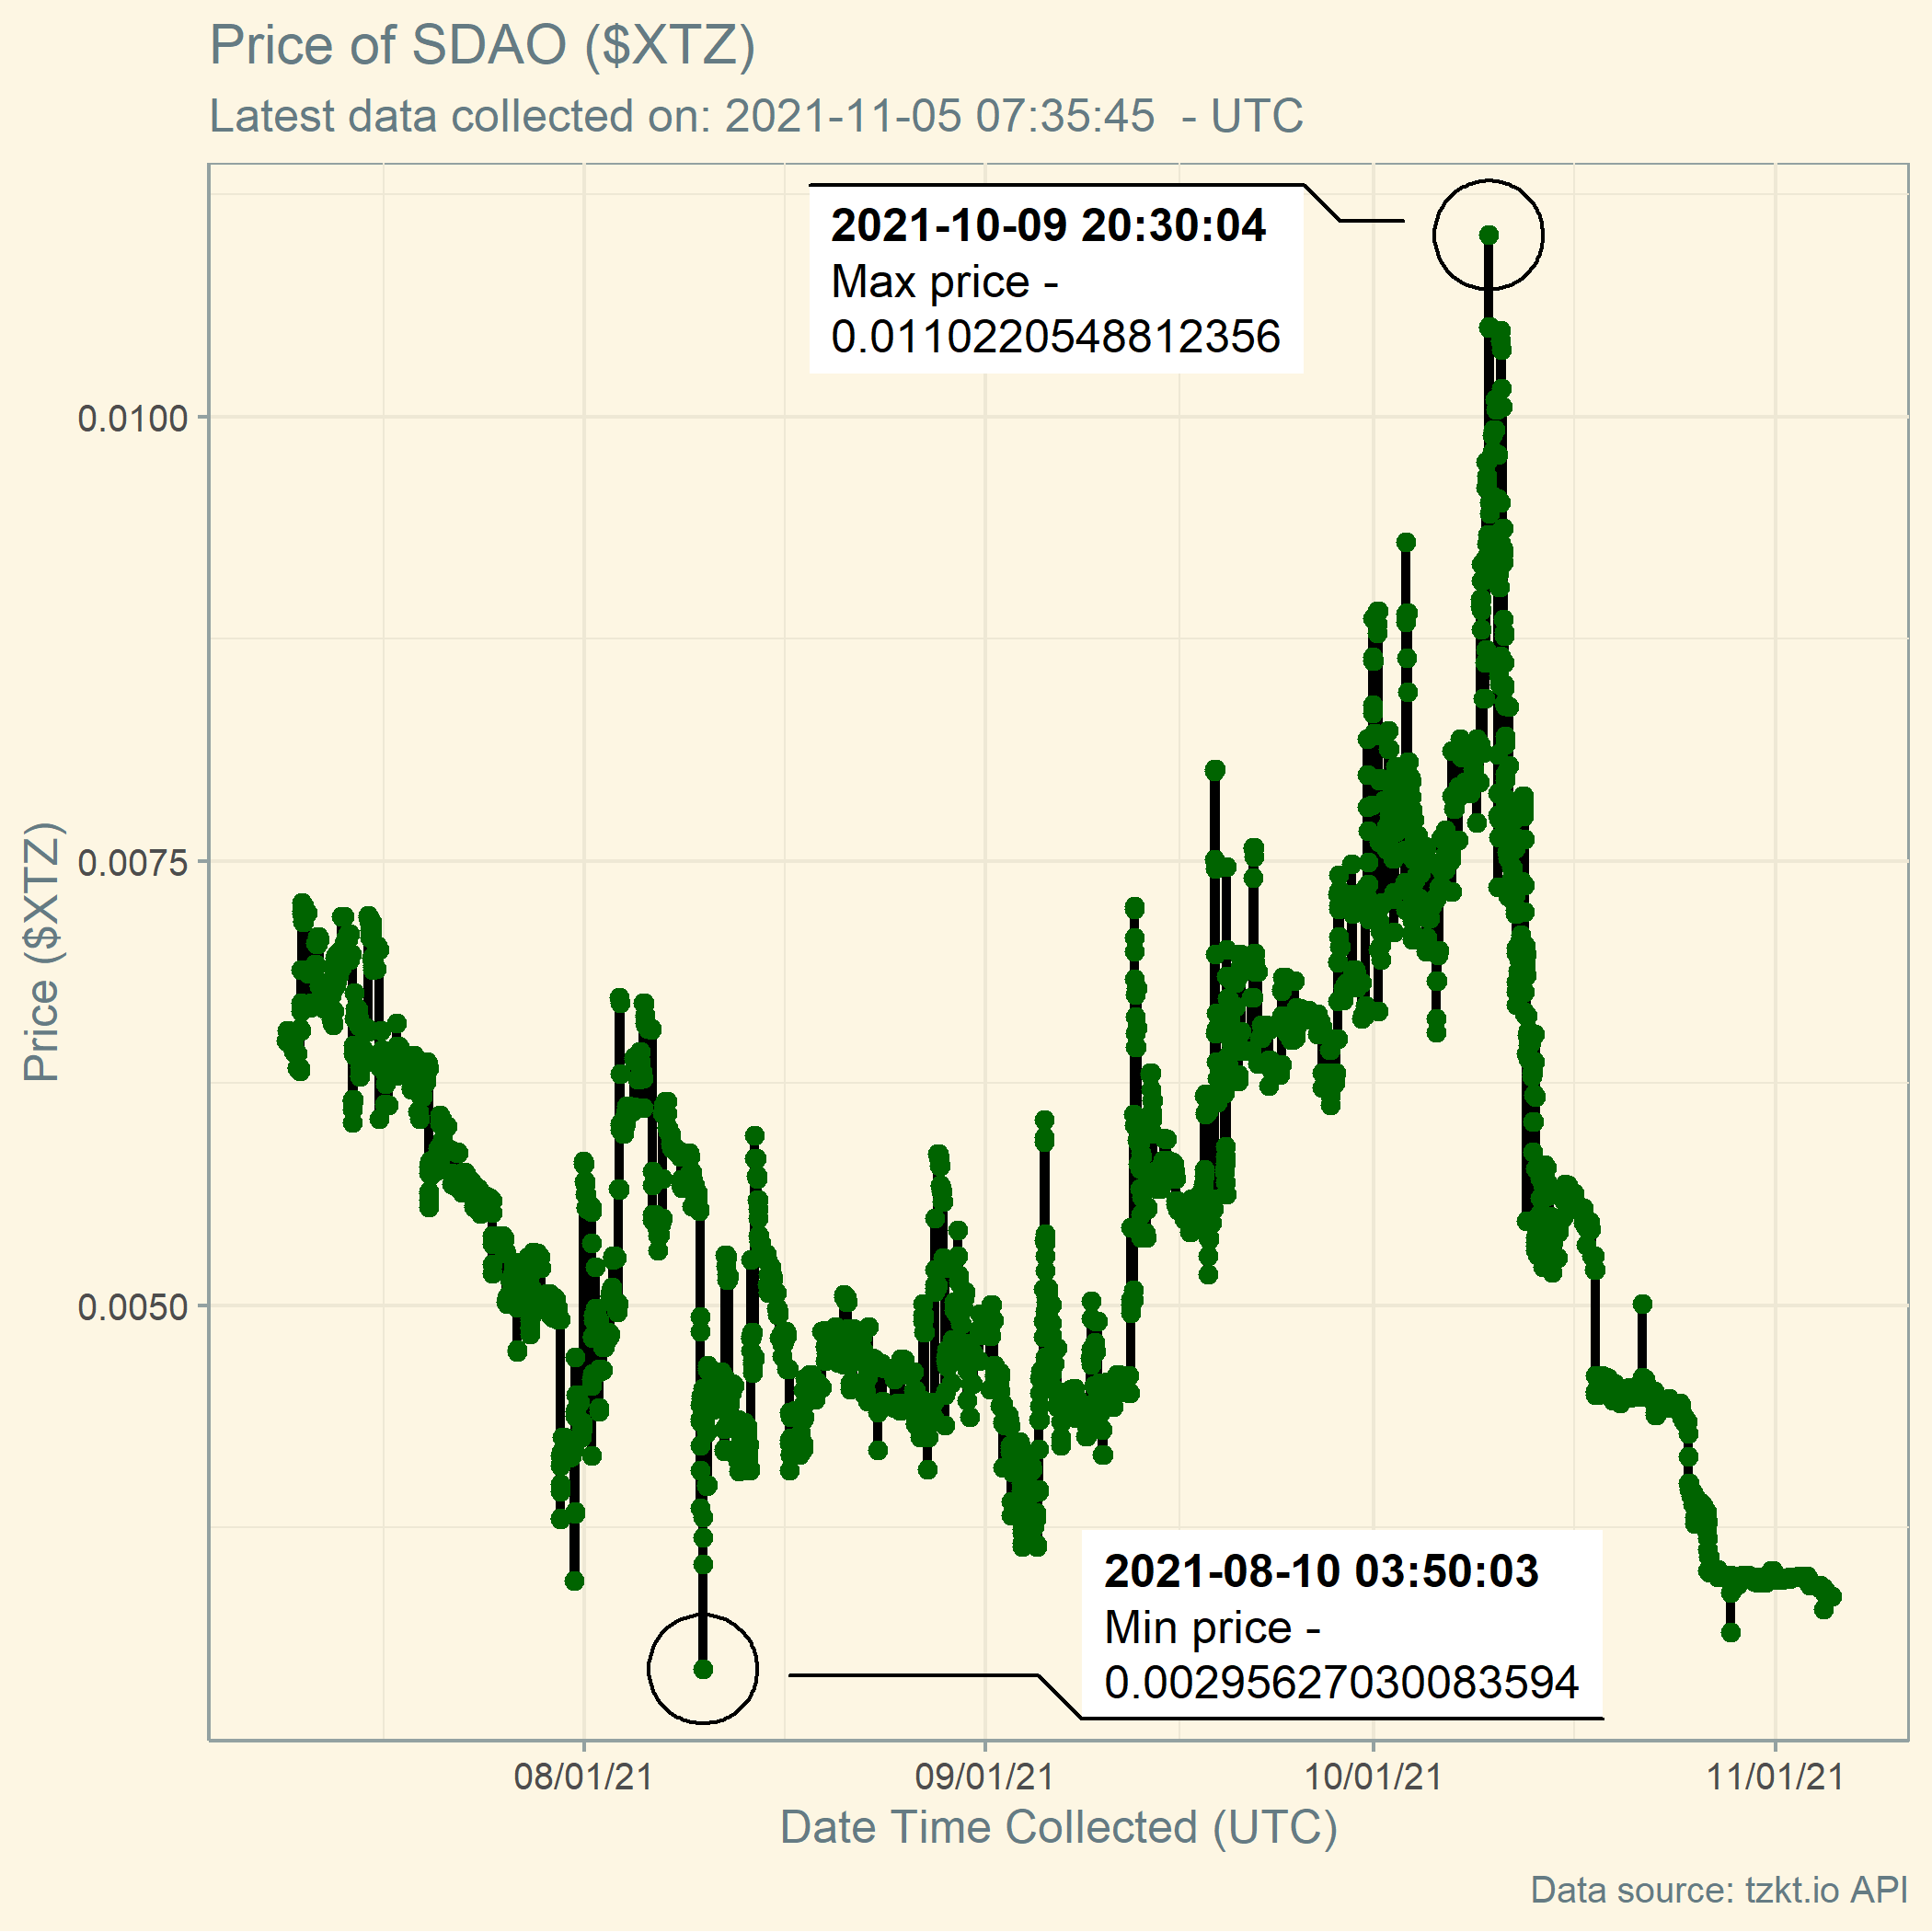 Price of SDAO ($XTZ)
Latest data collected on: 2021-11-05 07:35:45  - UTC
2021-10-09 20:30:04
Max price -
0.0110220548812356
0.0100
0.0075
0.0050
Price ($XTZ)
2021-08-10 03:50:03
Min price -
0.00295627030083594
08/01/21
09/01/21
10/01/21
11/01/21
Date Time Collected (UTC)
Data source: tzkt.io API